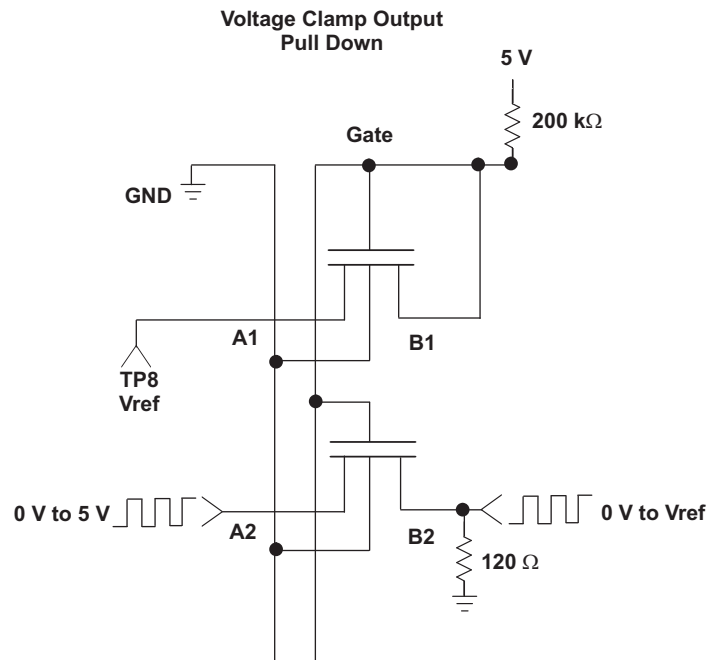 Voltage Clamp Output
Pull Down
5 V
200 kΩ
Gate
GND
A1
B1
TP8
Vref
0 V to 5 V
A2
B2
0 V to Vref
120 Ω